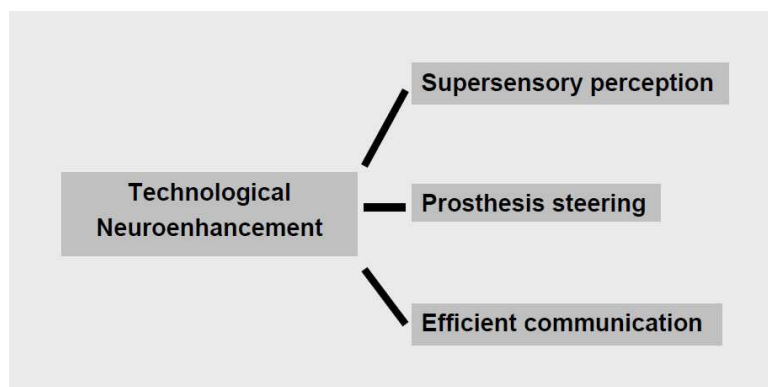 Supersensory perception
Technological
Neuroenhancement
Prosthesis steering
Efficient communication